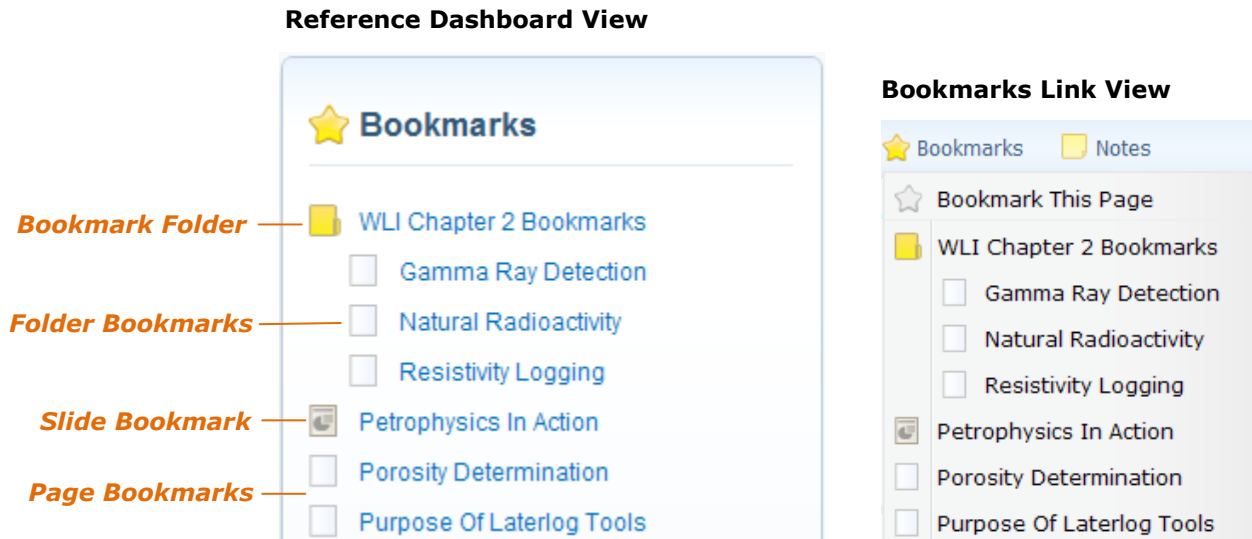 Reference Dashboard View
Bookmarks
Bookmark Folder
WLI Chapter 2 Bookmarks
Gamma Ray Detection
Folder Bookmarks
Natural Radioactivity
Resistivity Logging
Slide Bookmark
Petrophysics In Action
Porosity Determination
Page Bookmarks
Purpose Of Laterlog Tools
Bookmarks Link View
Bookmarks Notes
Bookmark This Page
WLI Chapter 2 Bookmarks
Gamma Ray Detection
Natural Radioactivity
Resistivity Logging
Petrophysics In Action
Porosity Determination
Purpose Of Laterlog Tools